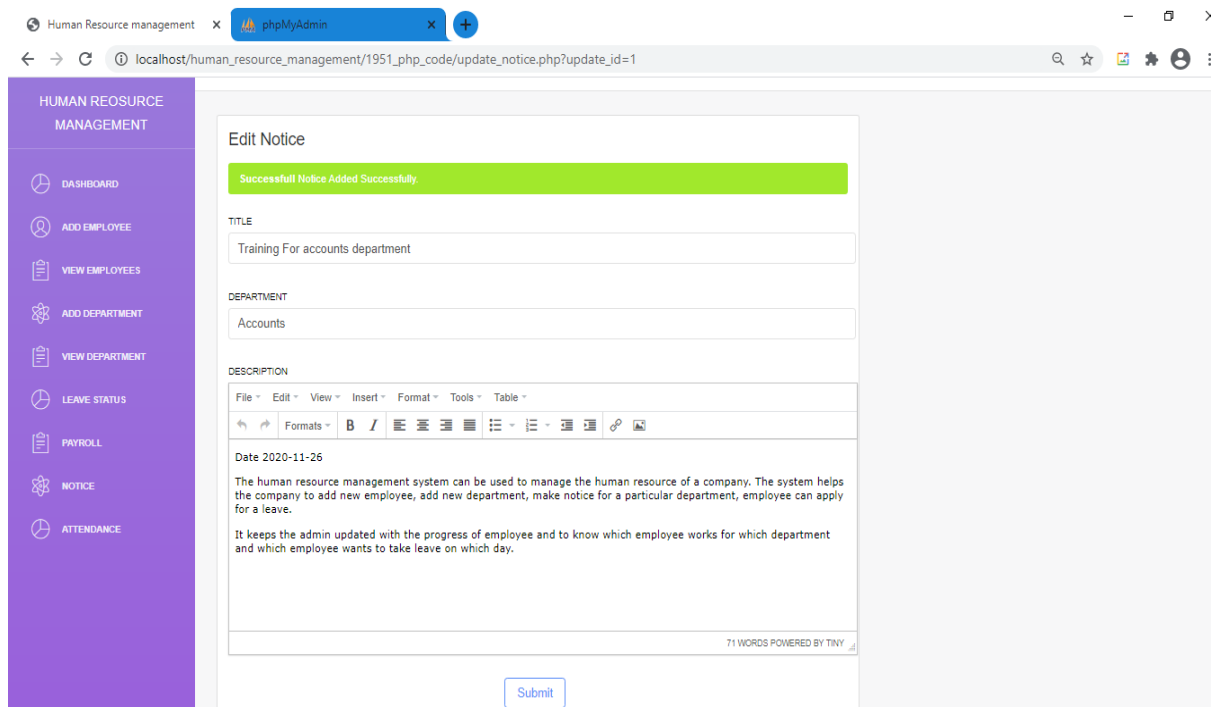 Human Resource management
phpMyAdmin
localhost/human_resource_management/1951_php_code/update_notice.php?update_id=1
HUMAN REOSURCE
MANAGEMENT
DASHBOARD
ADD EMPLOYEE
VIEW EMPLOYEES
ADD DEPARTMENT
VIEW DEPARTMENT
LEAVE STATUS
PAYROLL
NOTICE
ATTENDANCE
Edit Notice
Successfull Notice Added Successfully.
TITLE
Training For accounts department
DEPARTMENT
Accounts
DESCRIPTION
File Edit View Insert Format Tools Table
Formats B I
Date 2020-11-26
The human resource management system can be used to manage the human resource of a company. The system helps
the company to add new employee, add new department, make notice for a particular department, employee can apply
for a leave.
It keeps the admin updated with the progress of employee and to know which employee works for which department
and which employee wants to take leave on which day.
71 WORDS POWERED BY TINY
Submit